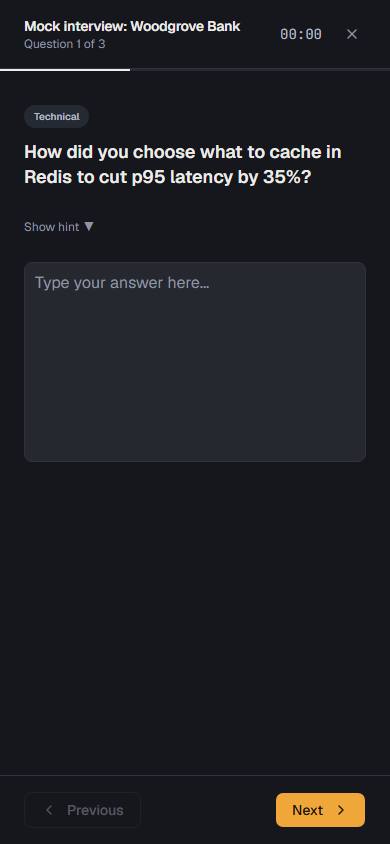 Mock interview: Woodgrove Bank
Question 1 of 3
00:00
Technical
How did you choose what to cache in
Redis to cut p95 latency by 35%?
Show hint ▼
Type your answer here...
Previous
Next